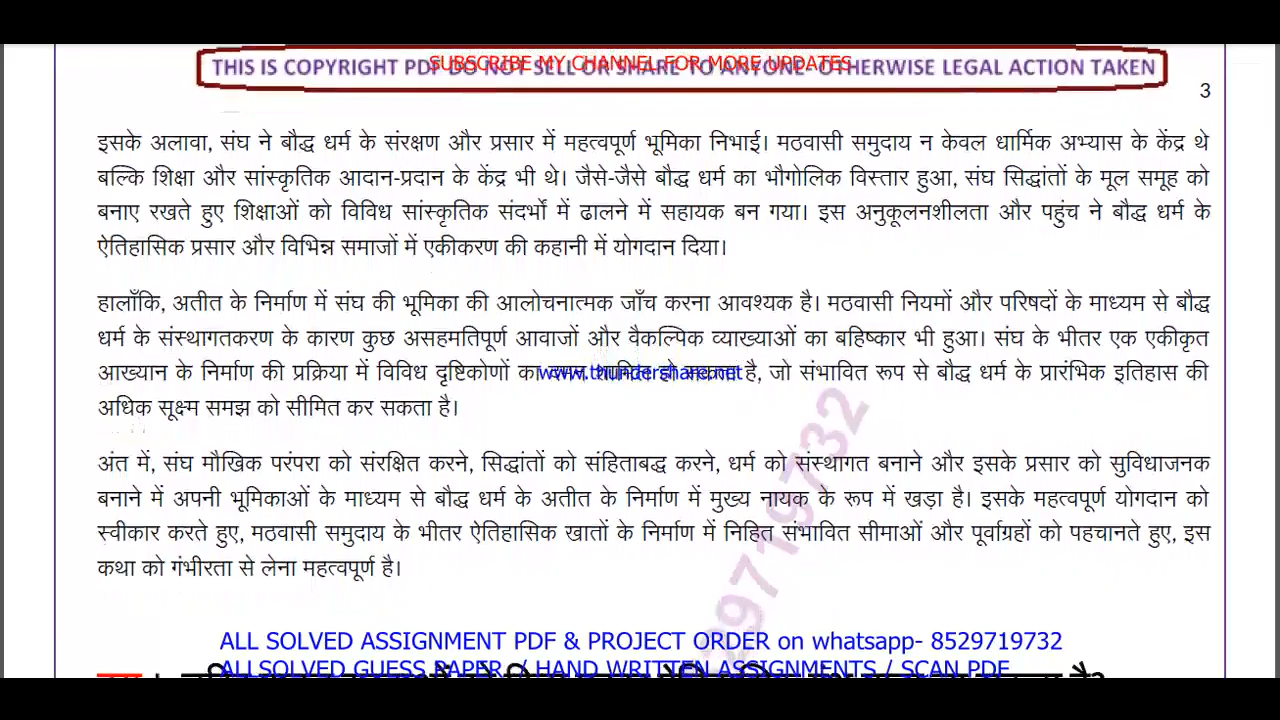 SUBSCRIBE MY CHANNEL FOR MORE UPDATES
THIS IS COPYRIGHT PDF DO NOT SELL OR SHARE TO ANYONE OTHERWISE LEGAL ACTION TAKEN
3
इसके अलावा, संघ ने बौद्ध धर्म के संरक्षण और प्रसार में महत्वपूर्ण भूमिका निभाई। मठवासी समुदाय न केवल धार्मिक अभ्यास के केंद्र थे
बल्कि शिक्षा और सांस्कृतिक आदान-प्रदान के केंद्र भी थे। जैसे-जैसे बौद्ध धर्म का भौगोलिक विस्तार हुआ, संघ सिद्धांतों के मूल समूह को
बनाए रखते हुए शिक्षाओं को विविध सांस्कृतिक संदर्भों में ढालने में सहायक बन गया। इस अनुकूलनशीलता और पहुंच ने बौद्ध धर्म के
ऐतिहासिक प्रसार और विभिन्न समाजों में एकीकरण की कहानी में योगदान दिया।
हालाँकि, अतीत के निर्माण में संघ की भूमिका की आलोचनात्मक जाँच करना आवश्यक है। मठवासी नियमों और परिषदों के माध्यम से बौद्ध
धर्म के संस्थागतकरण के कारण कुछ असहमतिपूर्ण आवाजों और वैकल्पिक व्याख्याओं का बहिष्कार भी हुआ। संघ के भीतर एक एकीकृत
आख्यान के निर्माण की प्रक्रिया में विविध दृष्टिकोणों का www.thundershare.net है, जो संभावित रूप से बौद्ध धर्म के प्रारंभिक इतिहास की
अधिक सूक्ष्म समझ को सीमित कर सकता है।
अंत में, संघ मौखिक परंपरा को संरक्षित करने, सिद्धांतों को संहिताबद्ध करने, धर्म को संस्थागत बनाने और इसके प्रसार को सुविधाजनक
बनाने में अपनी भूमिकाओं के माध्यम से बौद्ध धर्म के अतीत के निर्माण में मुख्य नायक के रूप में खड़ा है। इसके महत्वपूर्ण योगदान को
स्वीकार करते हुए, मठवासी समुदाय के भीतर ऐतिहासिक खातों के निर्माण में निहित संभावित सीमाओं और पूर्वाग्रहों को पहचानते हुए, इस
कथा को गंभीरता से लेना महत्वपूर्ण है।
29719732
ALL SOLVED ASSIGNMENT PDF & PROJECT ORDER on whatsapp- 8529719732
ALLSOLVED GUESS PAPER / HAND WRITTEN ASSIGNMENTS / SCAN PDF